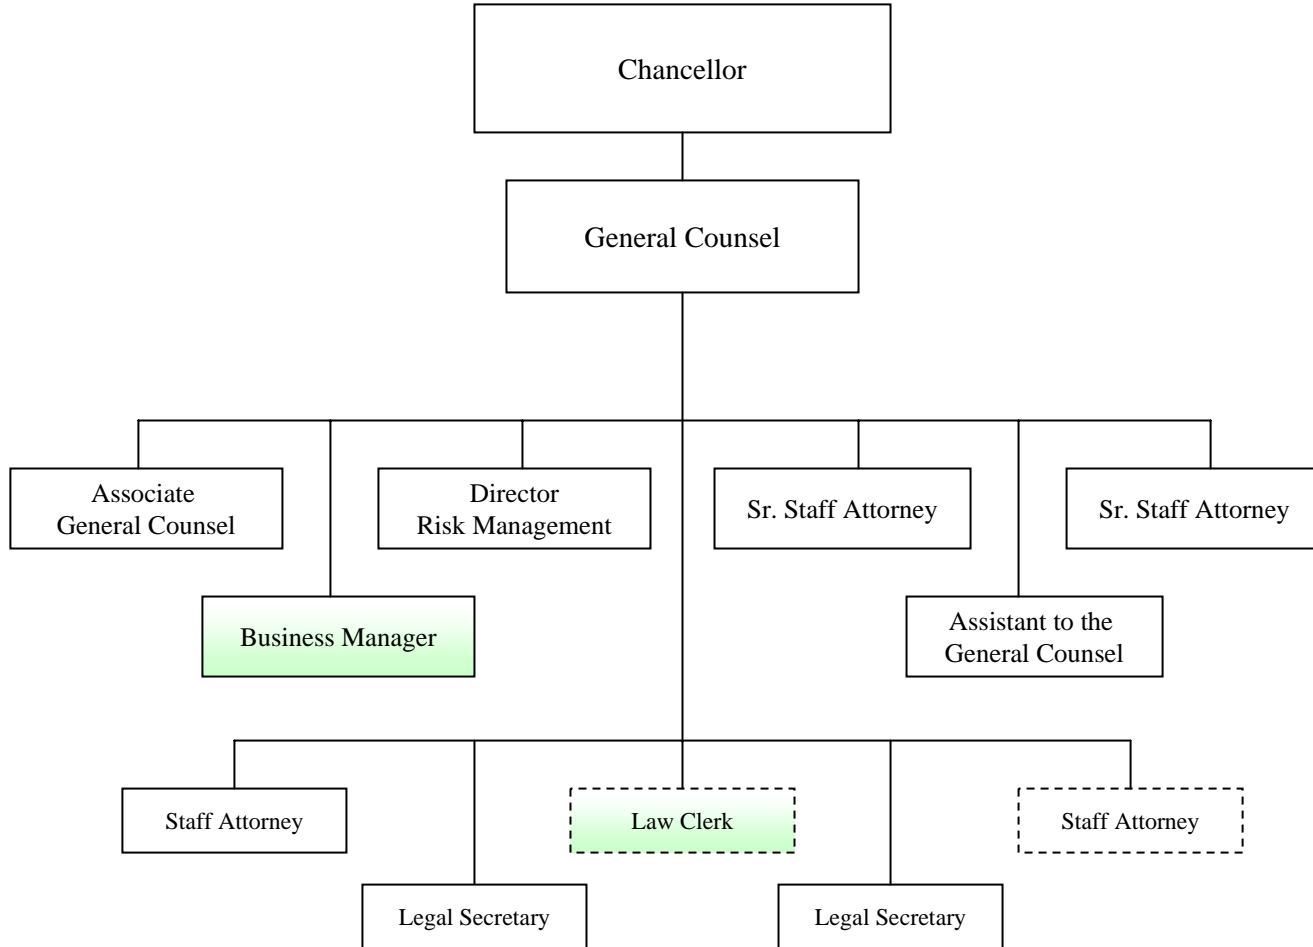 Chancellor
General Counsel
Associate
General Counsel
Director
Risk Management
Sr. Staff Attorney
Sr. Staff Attorney
Business Manager
Assistant to the
General Counsel
Staff Attorney
Law Clerk
Staff Attorney
Legal Secretary
Legal Secretary